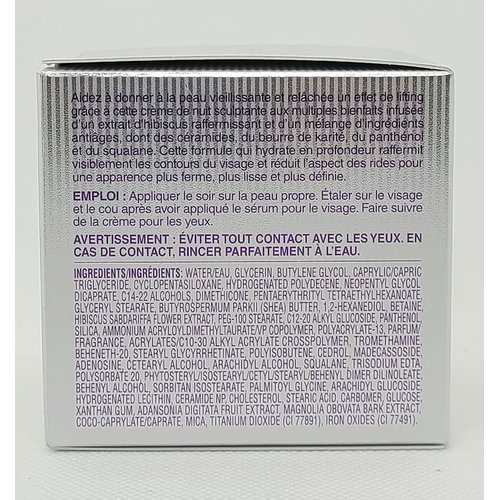 Aidez à donner à la peau vieillissante et relâchée un effet de lifting
grâce à cette crème de nuit sculptante aux multiples bienfaits infusée
d'un extrait d'hibiscus raffermissant et d'un mélange d'ingrédients
antiâges, dont des céramides, du beurre de karité, du panthénol
et du squalane. Cette formule qui hydrate en profondeur raffermit
visiblement les contours du visage et réduit l'aspect des rides pour
une apparence plus ferme, plus lisse et plus définie.
EMPLOI : Appliquer le soir sur la peau propre. Étaler sur le visage
et le cou après avoir appliqué le sérum pour le visage. Faire suivre
de la crème pour les yeux.
AVERTISSEMENT : ÉVITER TOUT CONTACT AVEC LES YEUX. EN
CAS DE CONTACT, RINCER PARFAITEMENT À L'EAU.
INGREDIENTS/INGRÉDIENTS: WATER/EAU, GLYCERIN, BUTYLENE GLYCOL, CAPRYLIC/CAPRIC
TRIGLYCERIDE, CYCLOPENTASILOXANE, HYDROGENATED POLYDECENE, NEOPENTYL GLYCOL
DICAPRATE, C14-22 ALCOHOLS, DIMETHICONE, PENTAERYTHRITYL TETRAETHYLHEXANOATE,
GLYCERYL STEARATE, BUTYROSPERMUM PARKII (SHEA) BUTTER, 1,2-HEXANEDIOL, BETAINE,
HIBISCUS SABDARIFFA FLOWER EXTRACT, PEG-100 STEARATE, C12-20 ALKYL GLUCOSIDE, PANTHENOL,
SILICA, AMMONIUM ACRYLOYLDIMETHYLTAURATE/VP COPOLYMER, POLYACRYLATE-13, PARFUM/
FRAGRANCE, ACRYLATES/C10-30 ALKYL ACRYLATE CROSSPOLYMER, TROMETHAMINE,
BEHENETH-20, STEARYL GLYCYRRHETINATE, POLYISOBUTENE, CEDROL, MADECASSOSIDE,
ADENOSINE, CETEARYL ALCOHOL, ARACHIDYL ALCOHOL, SQUALANE, TRISODIUM EDTA,
POLYSORBATE 20, PHYTOSTERYL/ISOSTEARYL/CETYL/STEARYL/BEHENYL DIMER DILINOLEATE,
BEHENYL ALCOHOL, SORBITAN ISOSTEARATE, PALMITOYL GLYCINE, ARACHIDYL GLUCOSIDE,
HYDROGENATED LECITHIN, CERAMIDE NP, CHOLESTEROL, STEARIC ACID, CARBOMER, GLUCOSE,
XANTHAN GUM, ADANSONIA DIGITATA FRUIT EXTRACT, MAGNOLIA OBOVATA BARK EXTRACT,
COCO-CAPRYLATE/CAPRATE, MICA, TITANIUM DIOXIDE (CI 77891), IRON OXIDES (CI 77491).